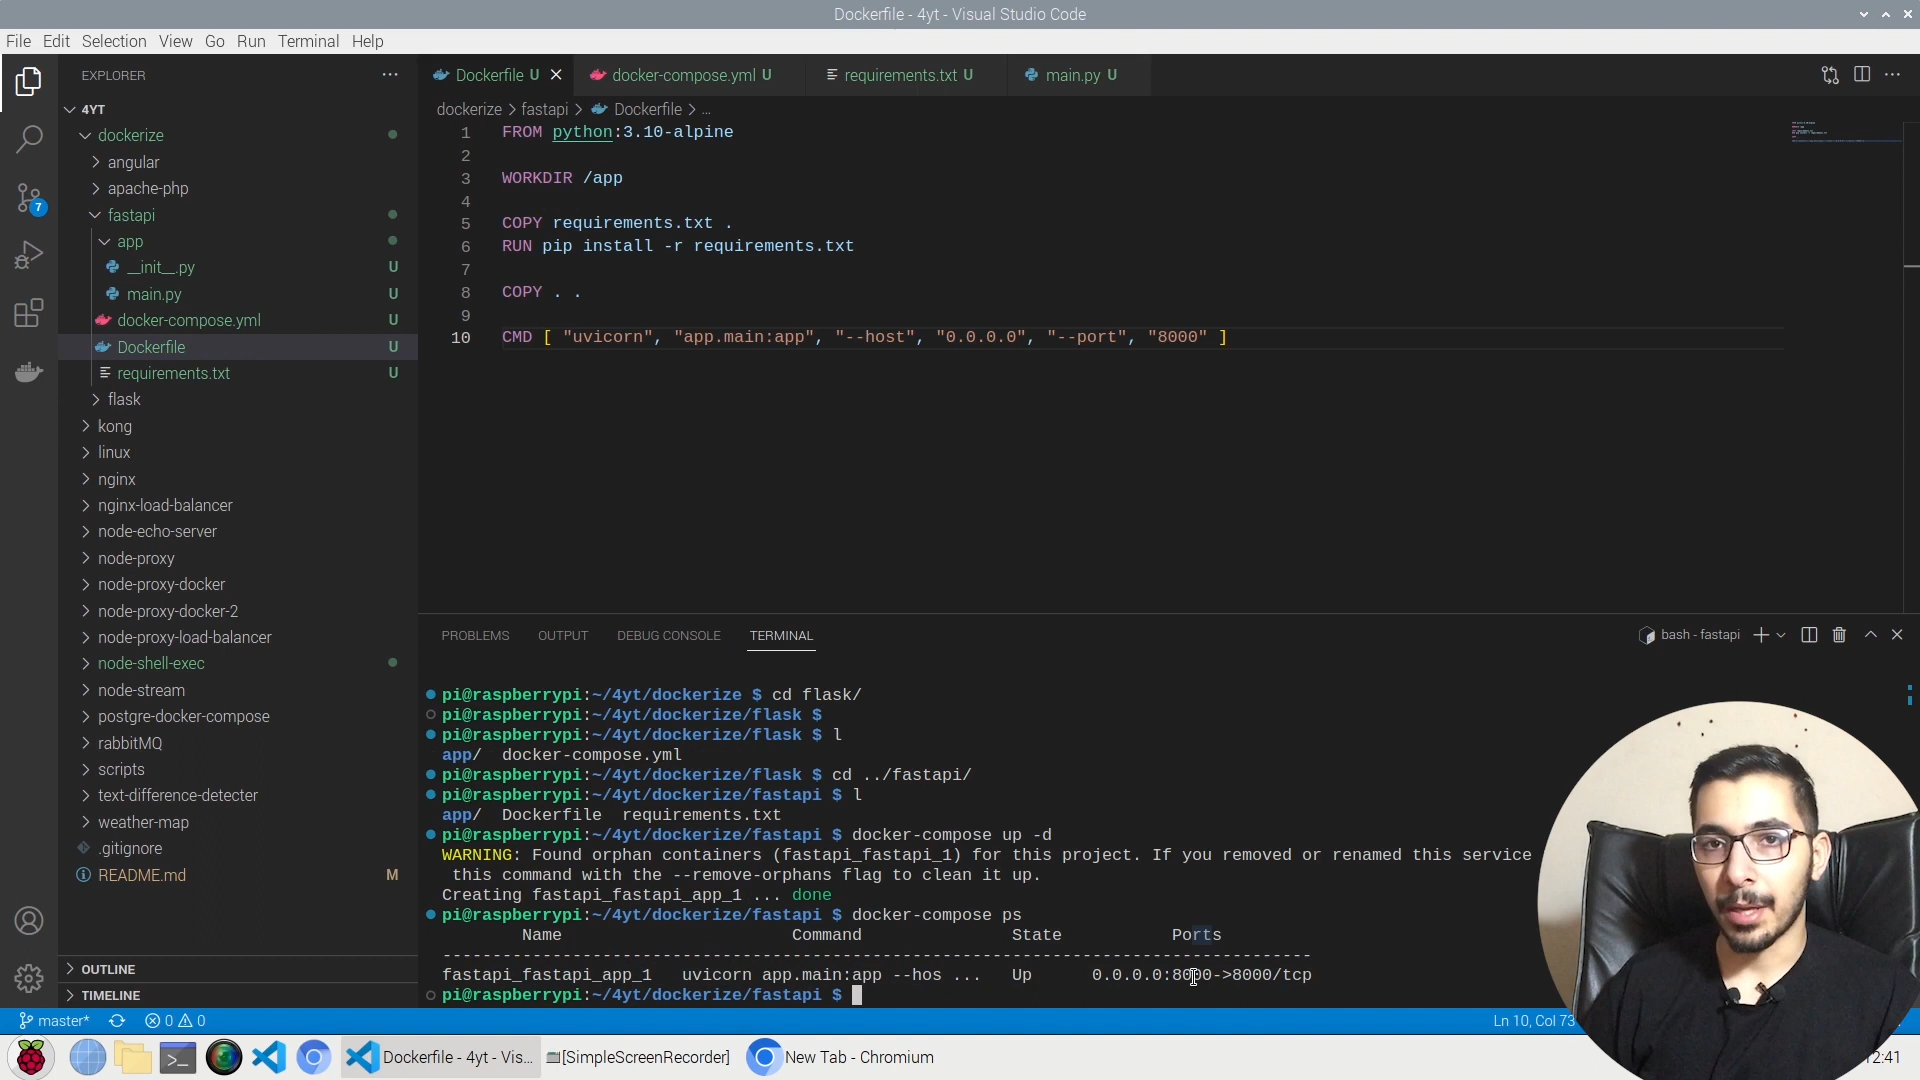 Dockerfile - 4yt - Visual Studio Code
File Edit Selection View Go Run Terminal Help
EXPLORER
4YT
dockerize
angular
apache-php
fastapi
app
__init__.py U
main.py U
docker-compose.yml U
Dockerfile U
requirements.txt U
flask
kong
linux
nginx
nginx-load-balancer
node-echo-server
node-proxy
node-proxy-docker
node-proxy-docker-2
node-proxy-load-balancer
node-shell-exec
node-stream
postgre-docker-compose
rabbitMQ
scripts
text-difference-detecter
weather-map
.gitignore
README.md M
OUTLINE
TIMELINE
7
Dockerfile U docker-compose.yml U requirements.txt U main.py U
dockerize > fastapi > Dockerfile > ...
1 FROM python:3.10-alpine
2
3 WORKDIR /app
4
5 COPY requirements.txt .
6 RUN pip install -r requirements.txt
7
8 COPY . .
9
10 CMD [ "uvicorn", "app.main:app", "--host", "0.0.0.0", "--port", "8000" ]
PROBLEMS OUTPUT DEBUG CONSOLE TERMINAL
bash - fastapi
pi@raspberrypi:~/4yt/dockerize $ cd flask/
pi@raspberrypi:~/4yt/dockerize/flask $
pi@raspberrypi:~/4yt/dockerize/flask $ l
app/ docker-compose.yml
pi@raspberrypi:~/4yt/dockerize/flask $ cd ../fastapi/
pi@raspberrypi:~/4yt/dockerize/fastapi $ l
app/ Dockerfile requirements.txt
pi@raspberrypi:~/4yt/dockerize/fastapi $ docker-compose up -d
WARNING: Found orphan containers (fastapi_fastapi_1) for this project. If you removed or renamed this service
this command with the --remove-orphans flag to clean it up.
Creating fastapi_fastapi_app_1 ... done
pi@raspberrypi:~/4yt/dockerize/fastapi $ docker-compose ps
Name Command State Ports
--------------------------------------------------------------------------------------
fastapi_fastapi_app_1 uvicorn app.main:app --hos ... Up 0.0.0.0:8000->8000/tcp
pi@raspberrypi:~/4yt/dockerize/fastapi $
master* 0 0 Ln 10, Col 73
Dockerfile - 4yt - Vis... [SimpleScreenRecorder] New Tab - Chromium 12:41